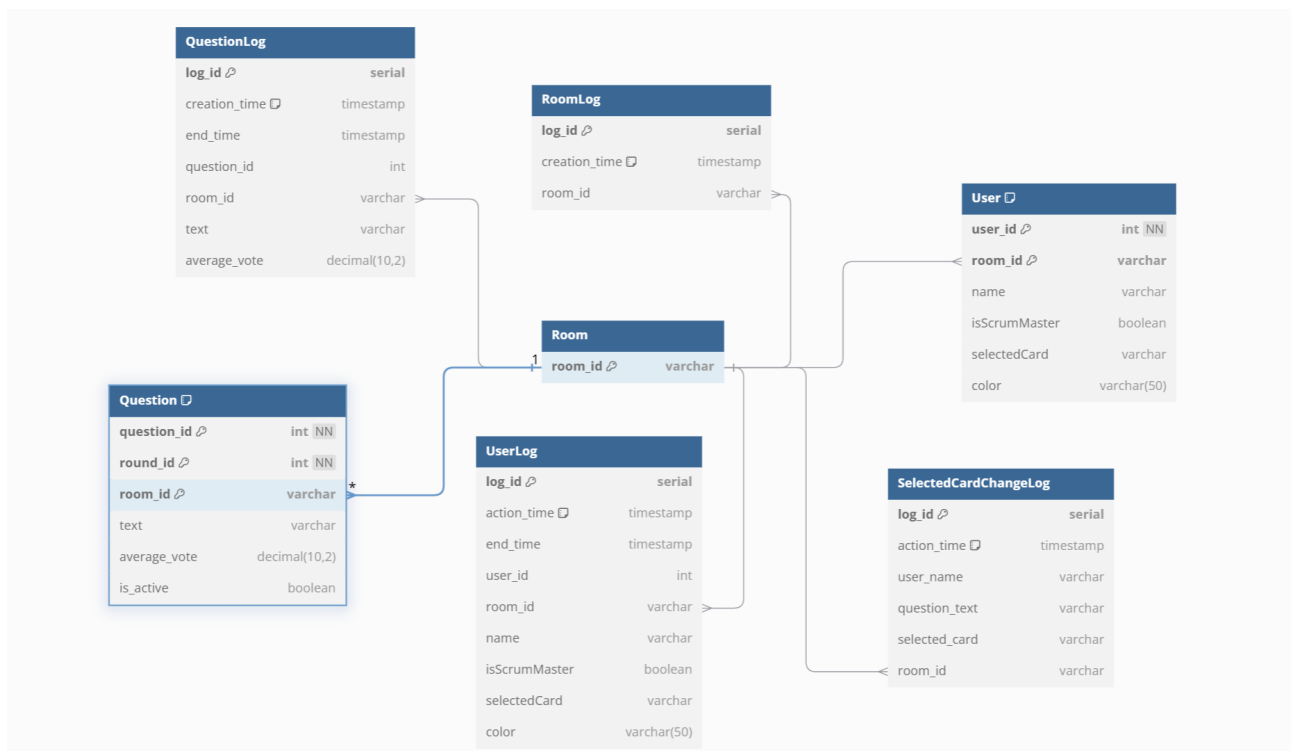 QuestionLog
log_id serial
creation_time timestamp
end_time timestamp
question_id int
room_id varchar
text varchar
average_vote decimal(10,2)
RoomLog
log_id serial
creation_time timestamp
room_id varchar
User
user_id int NN
room_id varchar
name varchar
isScrumMaster boolean
selectedCard varchar
color varchar(50)
Room
room_id varchar
1
Question
question_id int NN
round_id int NN
room_id varchar
*
text varchar
average_vote decimal(10,2)
is_active boolean
UserLog
log_id serial
action_time timestamp
end_time timestamp
user_id int
room_id varchar
name varchar
isScrumMaster boolean
selectedCard varchar
color varchar(50)
SelectedCardChangeLog
log_id serial
action_time timestamp
user_name varchar
question_text varchar
selected_card varchar
room_id varchar